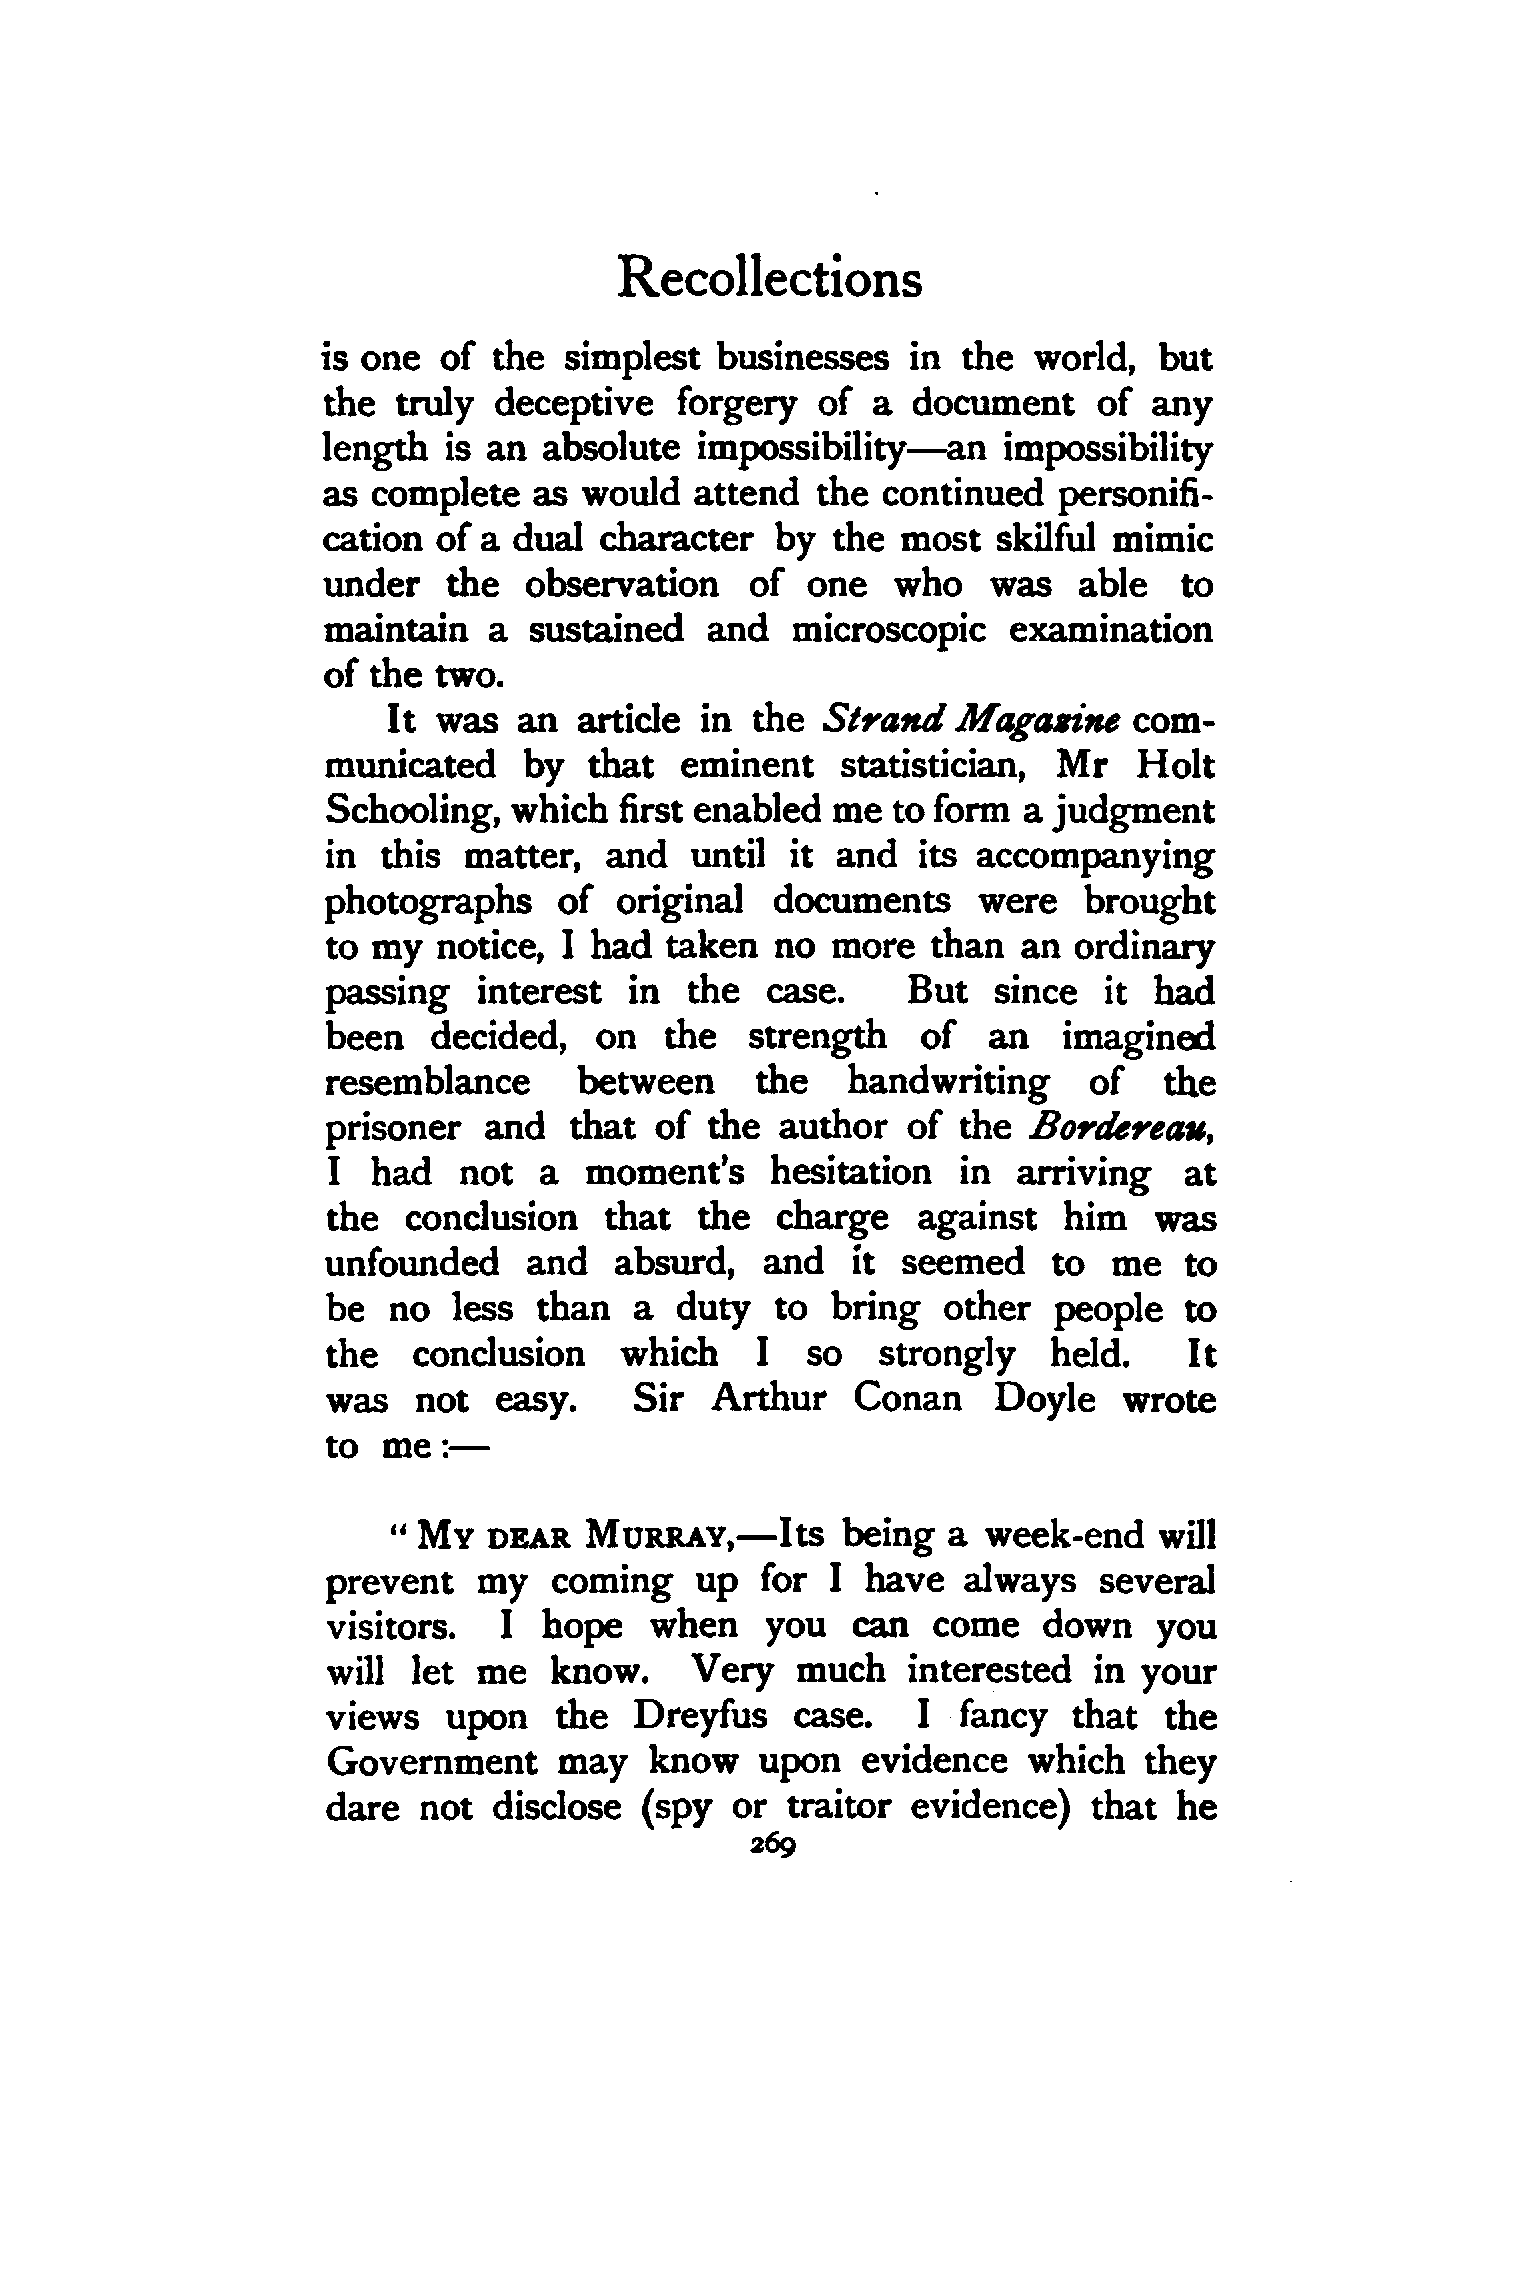 Recollections
is one of the simplest businesses in the world, but
the truly deceptive forgery of a document of any
length is an absolute impossibility—an impossibility
as complete as would attend the continued personifi-
cation of a dual character by the most skilful mimic
under the observation of one who was able to
maintain a sustained and microscopic examination
of the two.
It was an article in the Strand Magazine com-
municated by that eminent statistician, Mr Holt
Schooling, which first enabled me to form a judgment
in this matter, and until it and its accompanying
photographs of original documents were brought
to my notice, I had taken no more than an ordinary
passing interest in the case. But since it had
been decided, on the strength of an imagined
resemblance between the handwriting of the
prisoner and that of the author of the Bordereau,
I had not a moment's hesitation in arriving at
the conclusion that the charge against him was
unfounded and absurd, and it seemed to me to
be no less than a duty to bring other people to
the conclusion which I so strongly held. It
was not easy. Sir Arthur Conan Doyle wrote
to me:—
“MY DEAR MURRAY,—Its being a week-end will
prevent my coming up for I have always several
visitors. I hope when you can come down you
will let me know. Very much interested in your
views upon the Dreyfus case. I fancy that the
Government may know upon evidence which they
dare not disclose (spy or traitor evidence) that he
269